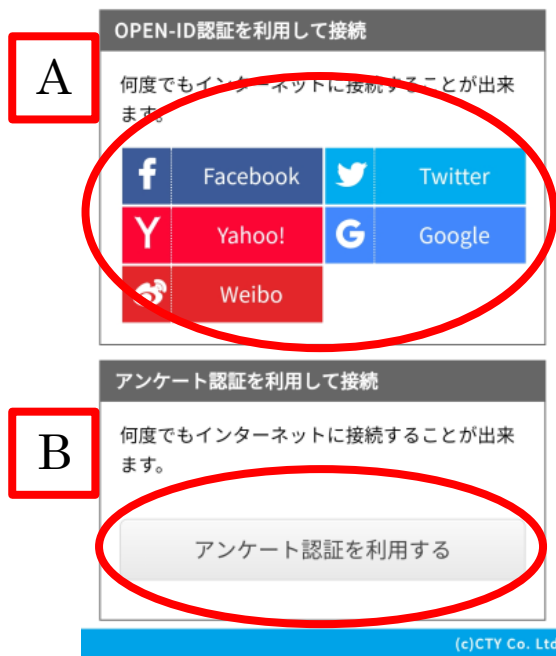 OPEN-ID認証を利用して接続
A
何度でもインターネットに接続することが出来
ます。
Facebook
Twitter
Yahoo!
Google
Weibo
アンケート認証を利用して接続
B
何度でもインターネットに接続することが出来
ます。
アンケート認証を利用する
(c)CTY Co. Ltd